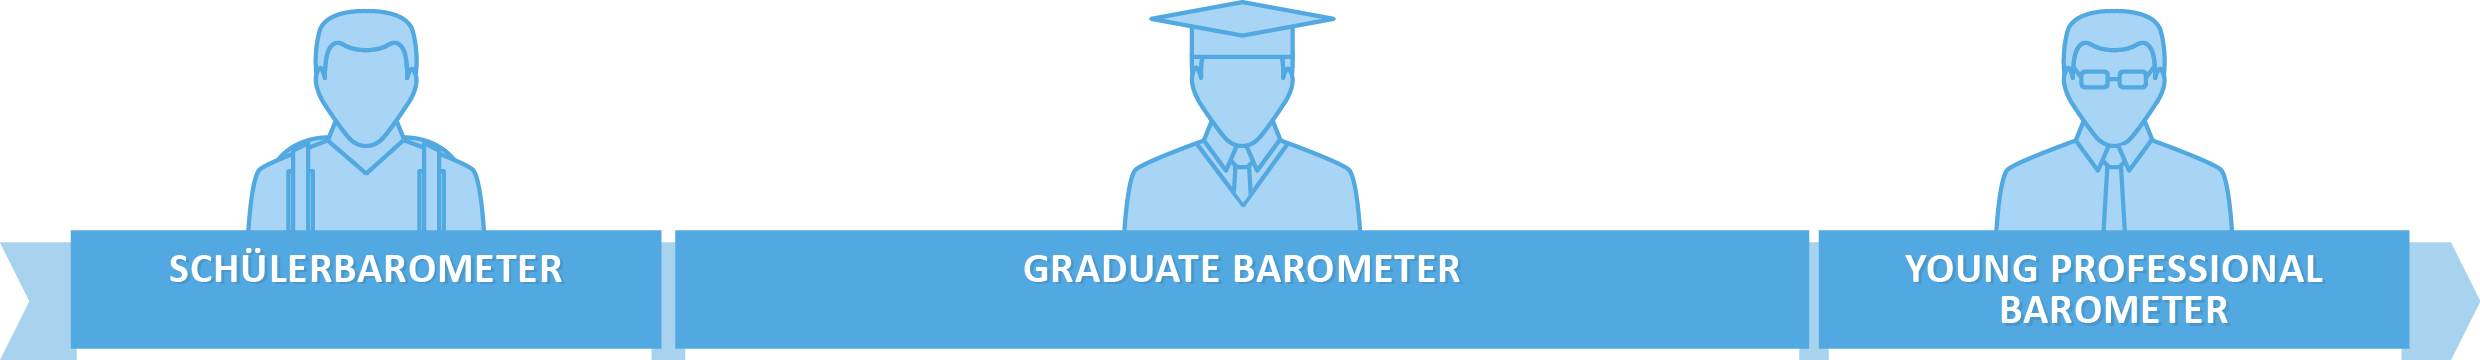 SCHÜLERBAROMETER
GRADUATE BAROMETER
YOUNG PROFESSIONAL
BAROMETER